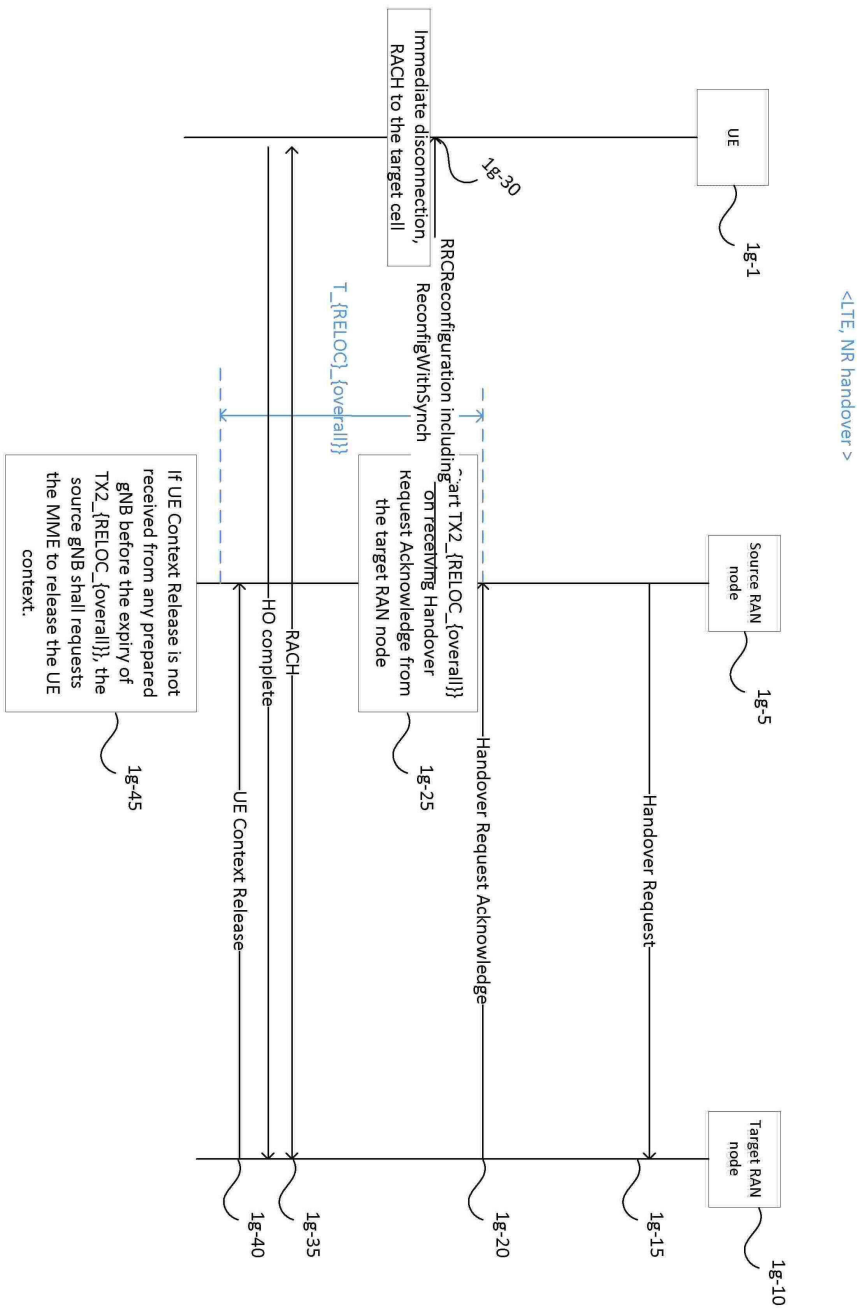 <LTE, NR handover >
UE
1g-1
Source RAN
node
1g-5
Target RAN
node
1g-10
Handover Request
1g-15
Handover Request Acknowledge
1g-20
TX2_{RELOC_{overall}}
on receiving Handover
Request Acknowledge from
the target RAN node
1g-25
RRCReconfiguration including
ReconfigWithSynch
1g-30
Immediate disconnection,
RACH to the target cell
T_{RELOC}_{overall}}
RACH
1g-35
HO complete
UE Context Release
1g-40
If UE Context Release is not
received from any prepared
gNB before the expiry of
TX2_{RELOC_{overall}}, the
source gNB shall requests
the MME to release the UE
context.
1g-45